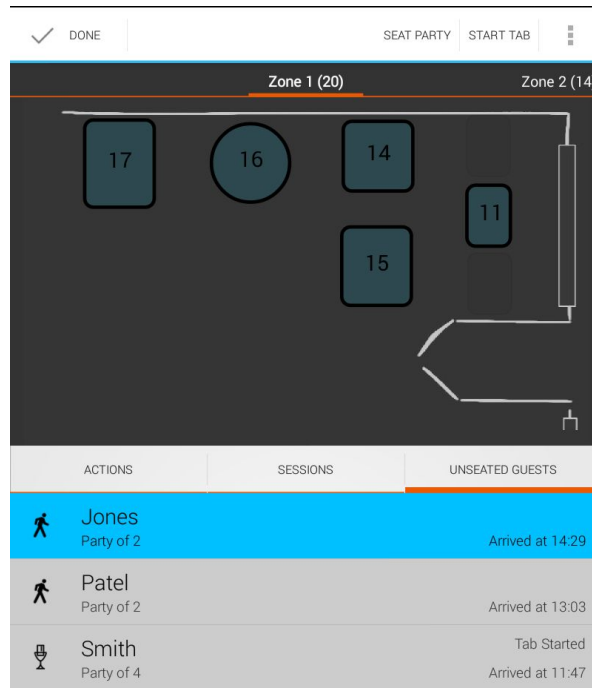 DONE SEAT PARTY START TAB
Zone 1 (20) Zone 2 (14
17 16 14
11
15
ACTIONS SESSIONS UNSEATED GUESTS
Jones
Party of 2 Arrived at 14:29
Patel
Party of 2 Arrived at 13:03
Smith Tab Started
Party of 4 Arrived at 11:47